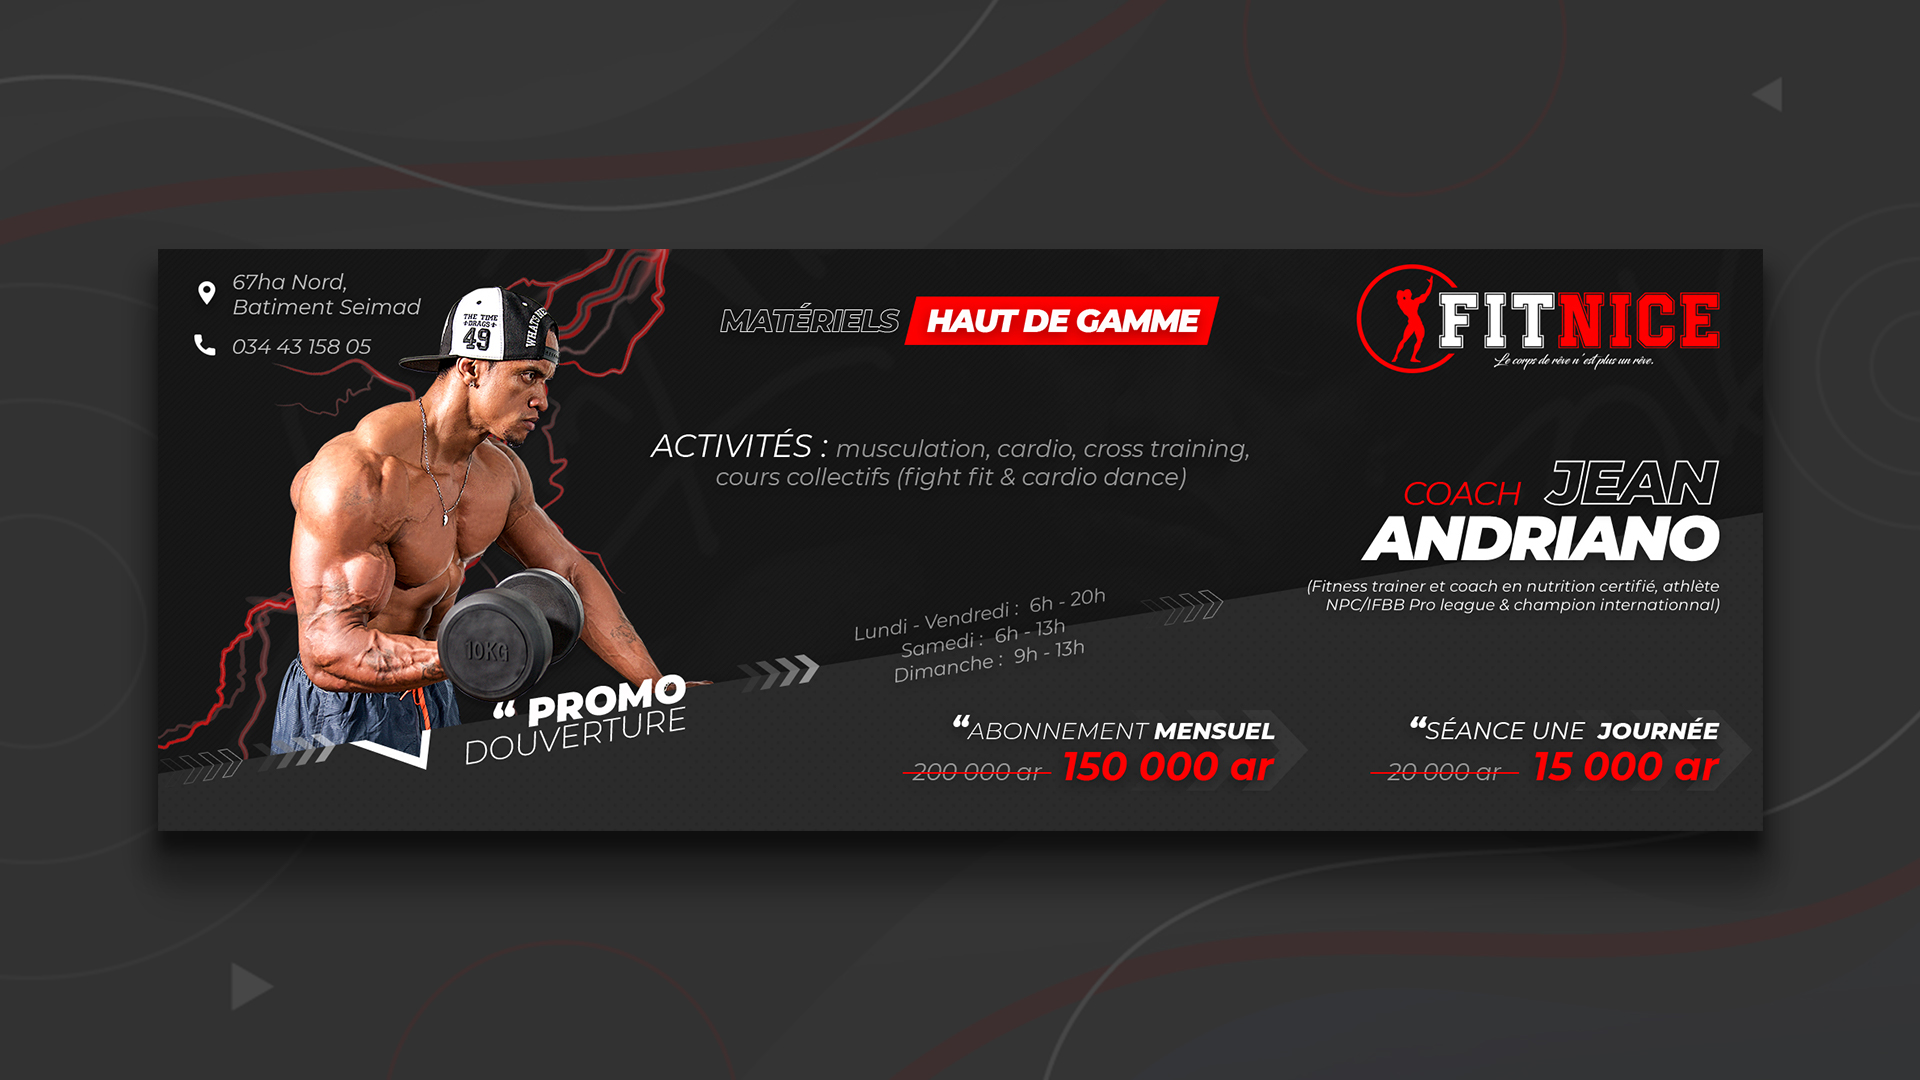 67ha Nord,
Batiment Seimad
034 43 158 05
THE TIME
DRAGS
49
10KG
MATÉRIELS HAUT DE GAMME
FITNICE
Le corps de rêve n'est plus un rêve.
ACTIVITÉS : musculation, cardio, cross training,
cours collectifs (fight fit & cardio dance)
COACH JEAN
ANDRIANO
(Fitness trainer et coach en nutrition certifié, athlète
NPC/IFBB Pro league & champion internationnal)
Lundi - Vendredi : 6h - 20h
Samedi : 6h - 13h
Dimanche : 9h - 13h
“ PROMO
DOUVERTURE
“ABONNEMENT MENSUEL
200 000 ar 150 000 ar
“SÉANCE UNE JOURNÉE
20 000 ar 15 000 ar